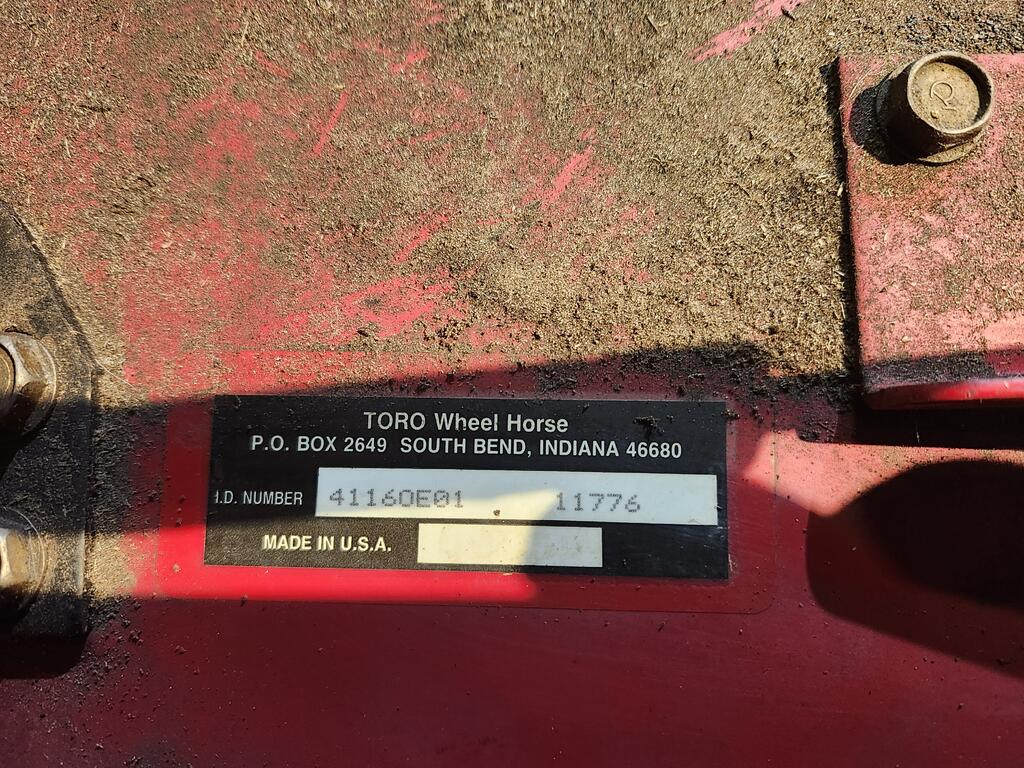 TORO Wheel Horse
P.O. BOX 2649 SOUTH BEND, INDIANA 46680
I.D. NUMBER 41160E01 11776
MADE IN U.S.A.